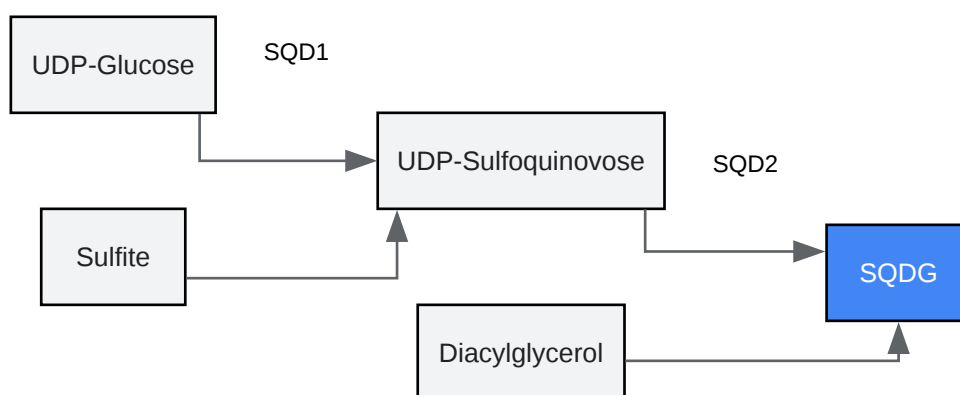 UDP-Glucose
SQD1
UDP-Sulfoquinovose
SQD2
Sulfite
SQDG
Diacylglycerol